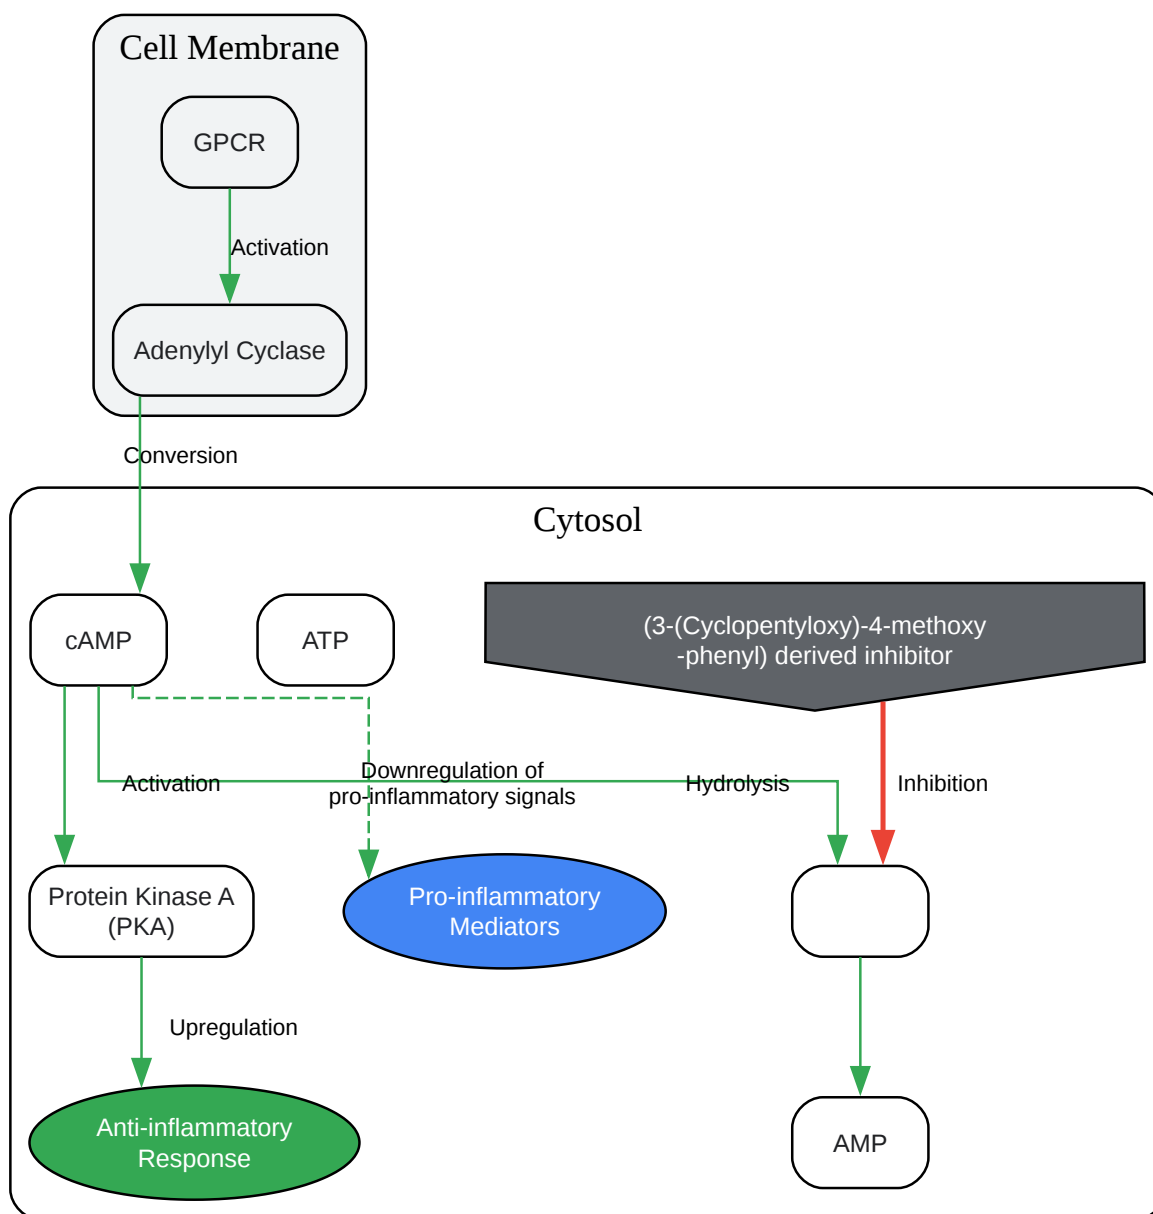 Cell Membrane
GPCR
Activation
Adenylyl Cyclase
Conversion
Cytosol
cAMP
ATP
(3-(Cyclopentyloxy)-4-methoxy
-phenyl) derived inhibitor
Activation
Downregulation of
pro-inflammatory signals
Hydrolysis
Inhibition
Protein Kinase A
(PKA)
Pro-inflammatory
Mediators
Upregulation
Anti-inflammatory
Response
AMP